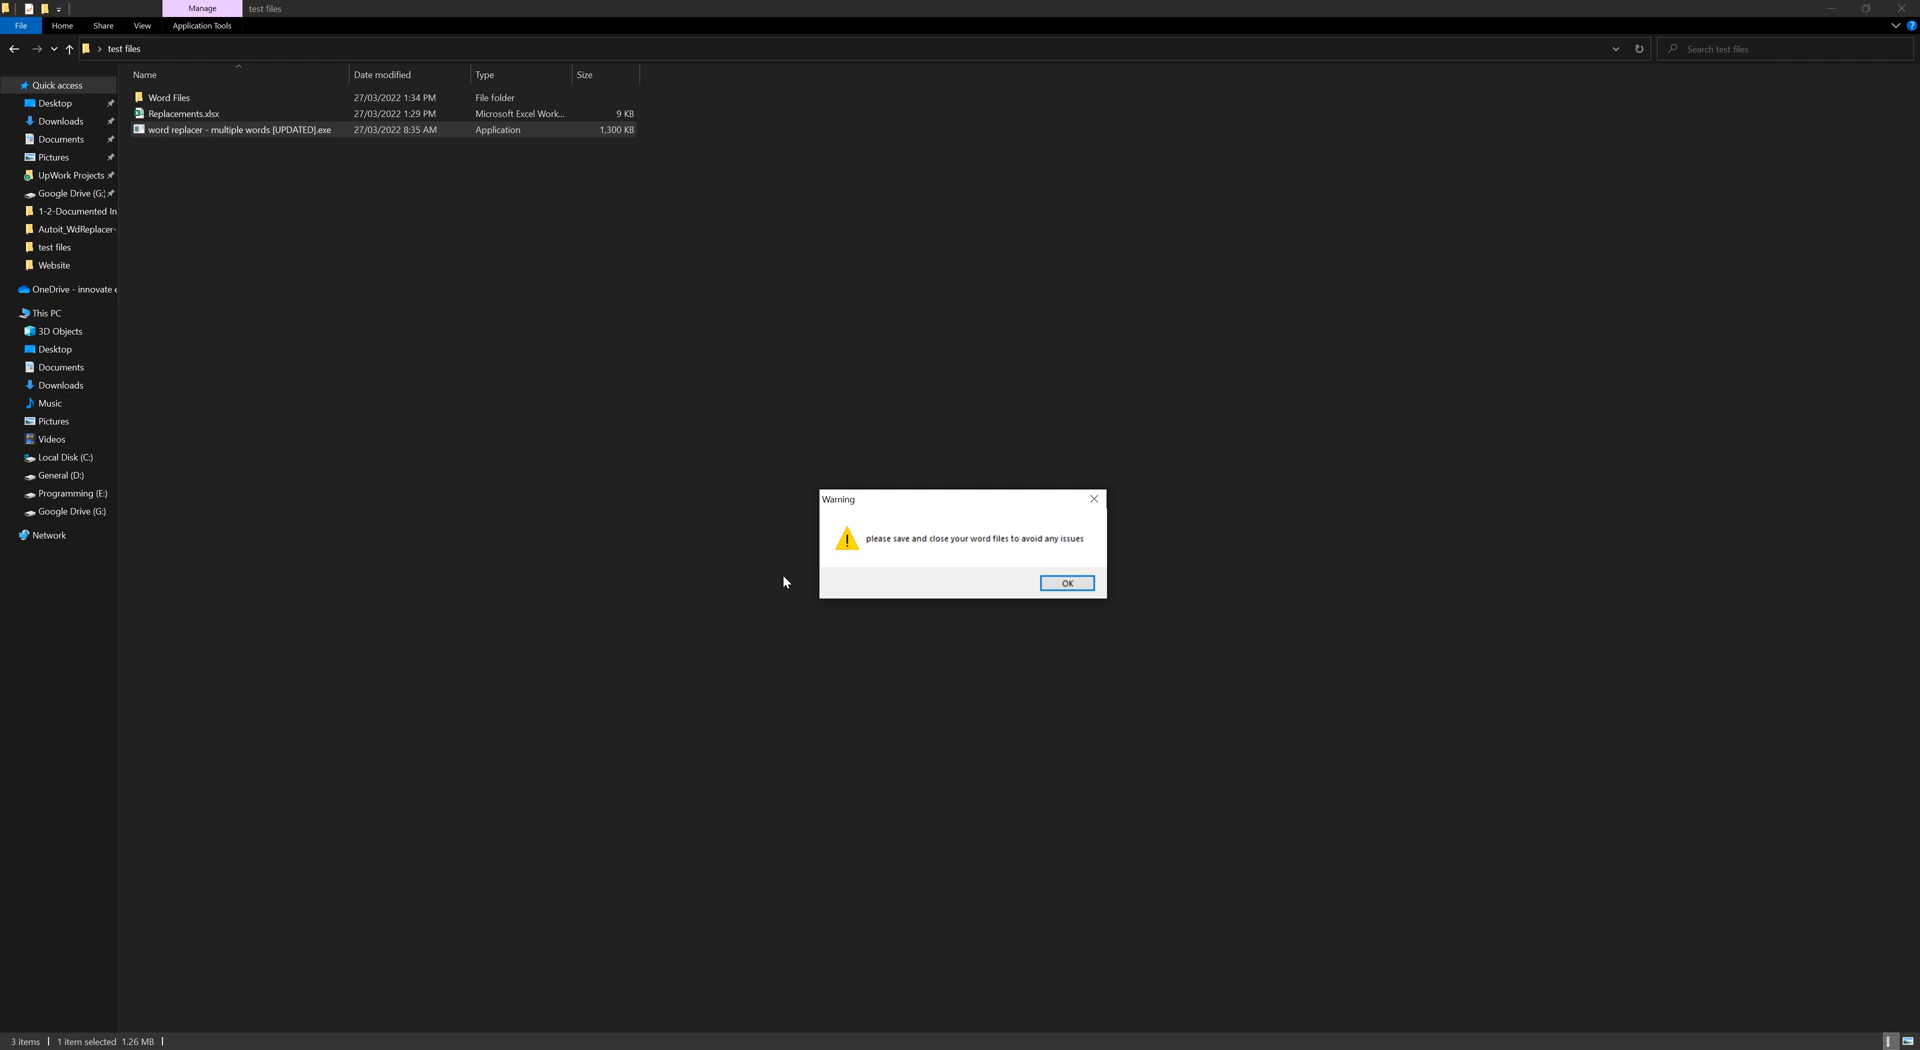 Manage
test files
File
Home
Share
View
Application Tools
test files
Search test files
Name
Date modified
Type
Size
Word Files
27/03/2022 1:34 PM
File folder
Replacements.xlsx
27/03/2022 1:29 PM
Microsoft Excel Work...
9 KB
word replacer - multiple words [UPDATED].exe
27/03/2022 8:35 AM
Application
1,300 KB
Quick access
Desktop
Downloads
Documents
Pictures
UpWork Projects
Google Drive (G:)
1-2-Documented In
Autoit_WdReplacer-
test files
Website
OneDrive - innovate e
This PC
3D Objects
Desktop
Documents
Downloads
Music
Pictures
Videos
Local Disk (C:)
General (D:)
Programming (E:)
Google Drive (G:)
Network
Warning
please save and close your word files to avoid any issues
OK
3 items
1 item selected 1.26 MB